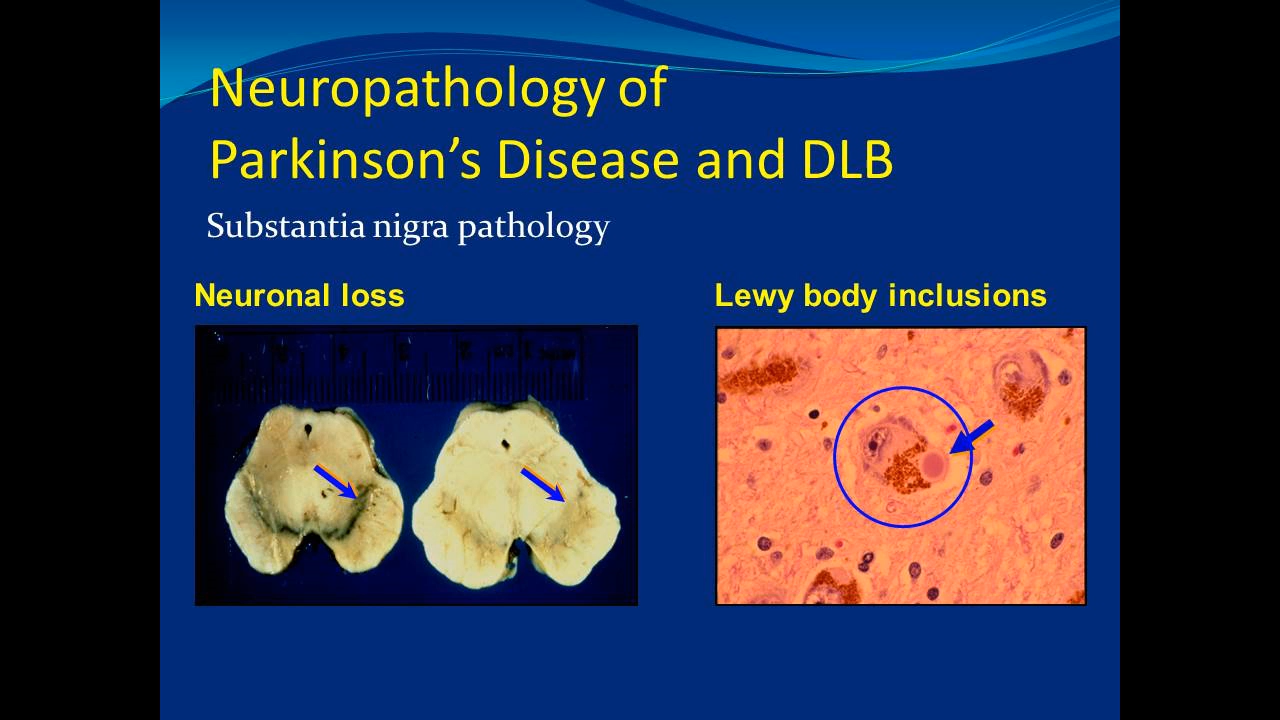 Neuropathology of
Parkinson's Disease and DLB
Substantia nigra pathology
Neuronal loss
Lewy body inclusions